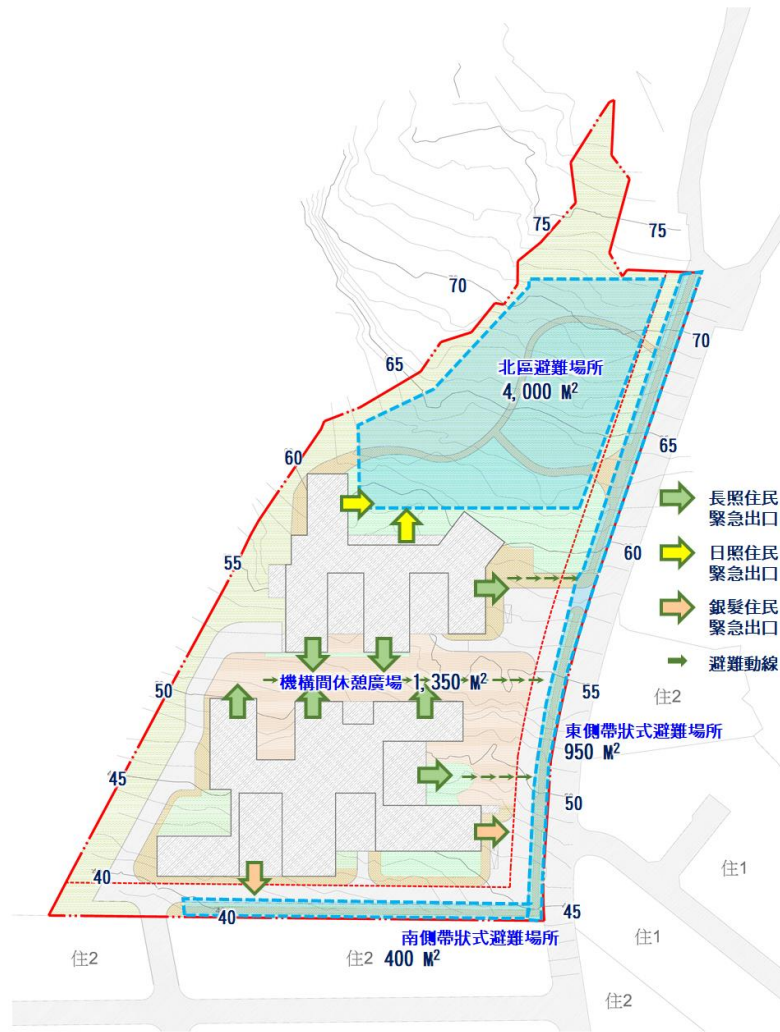 75
75
70
70
北區避難場所
4,000 M²
65
65
60
60
55
55
50
50
45
45
40
40
長照住民
緊急出口
日照住民
緊急出口
銀髮住民
緊急出口
避難動線
機構間休憩廣場 1,350 M²
住2
東側帶狀式避難場所
950 M²
住1
南側帶狀式避難場所
400 M²
住1
住2
住2
住2